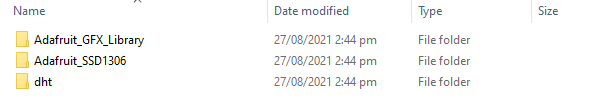 Name Date modified Type Size
Adafruit_GFX_Library 27/08/2021 2:44 pm File folder
Adafruit_SSD1306 27/08/2021 2:44 pm File folder
dht 27/08/2021 2:44 pm File folder